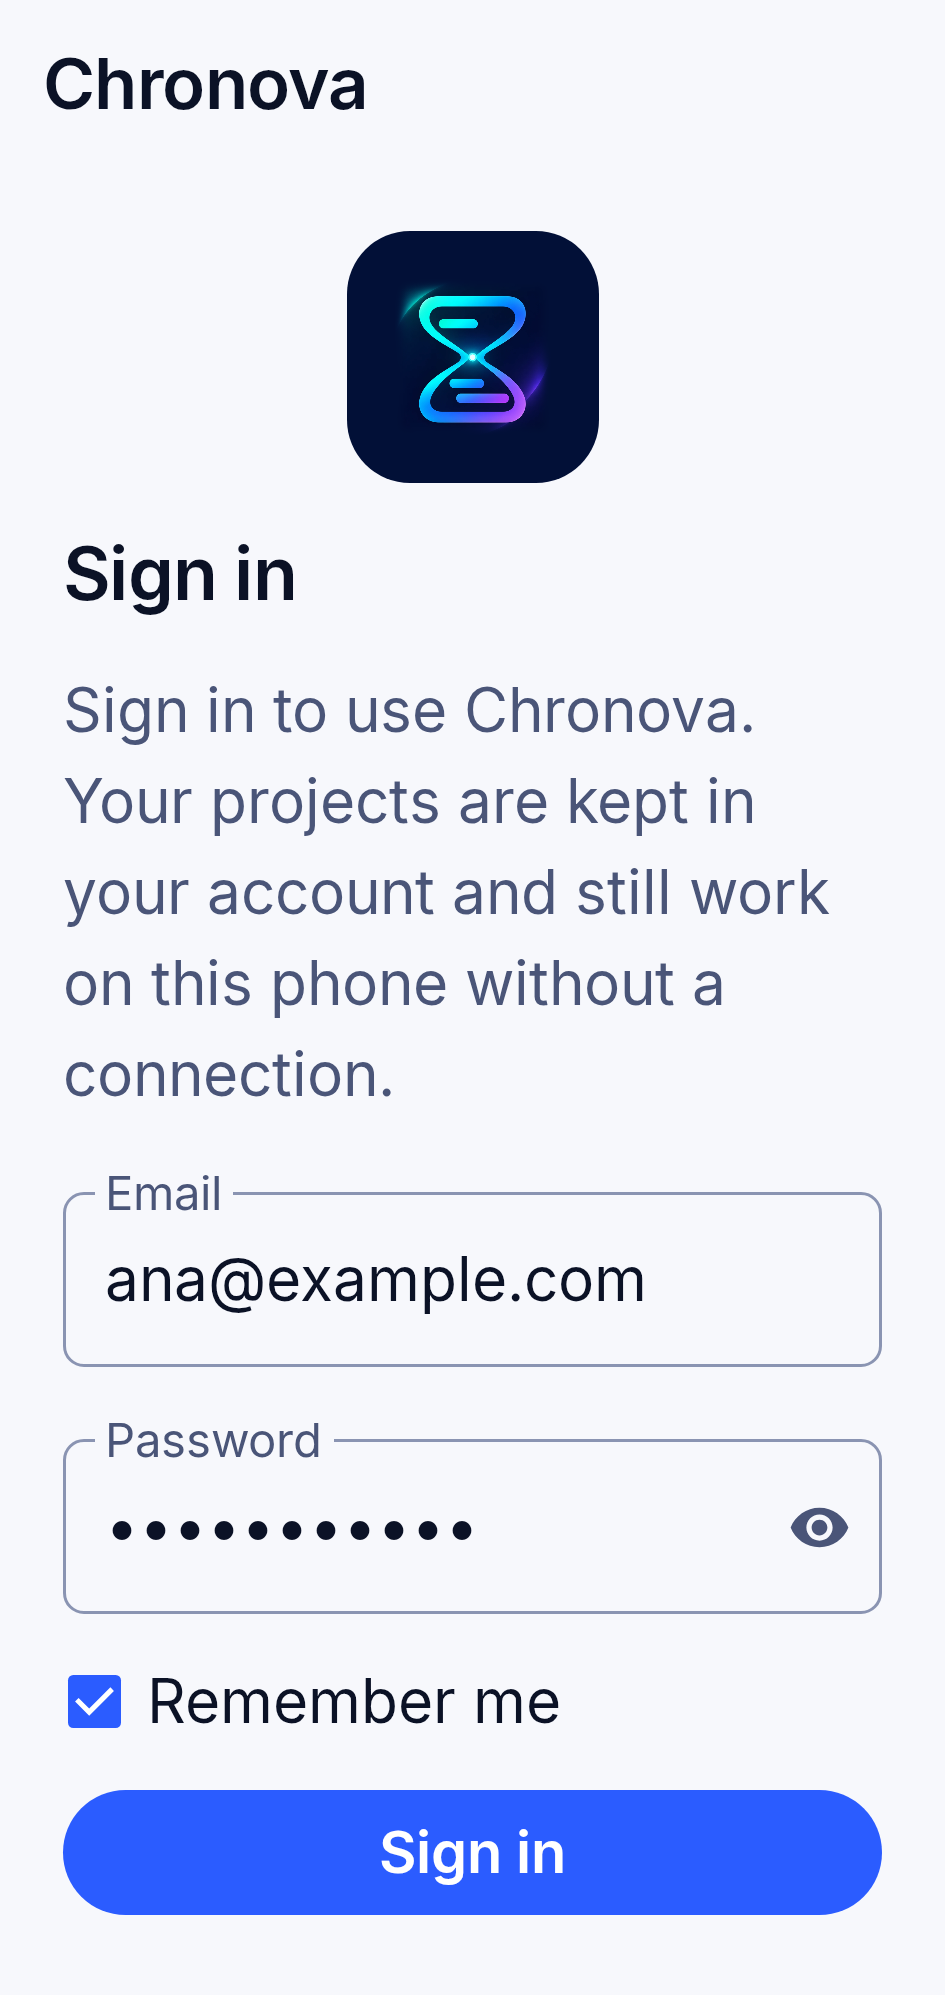 Chronova
Sign in
Sign in to use Chronova.
Your projects are kept in
your account and still work
on this phone without a
connection.
Email
ana@example.com
Password
•••••••••••
Remember me
Sign in